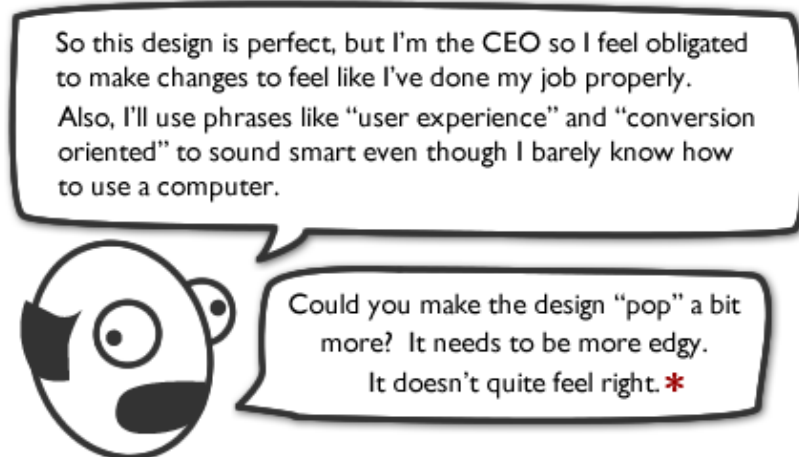 So this design is perfect, but I'm the CEO so I feel obligated
to make changes to feel like I've done my job properly.
Also, I'll use phrases like “user experience” and “conversion
oriented” to sound smart even though I barely know how
to use a computer.
Could you make the design “pop” a bit
more? It needs to be more edgy.
It doesn't quite feel right. *